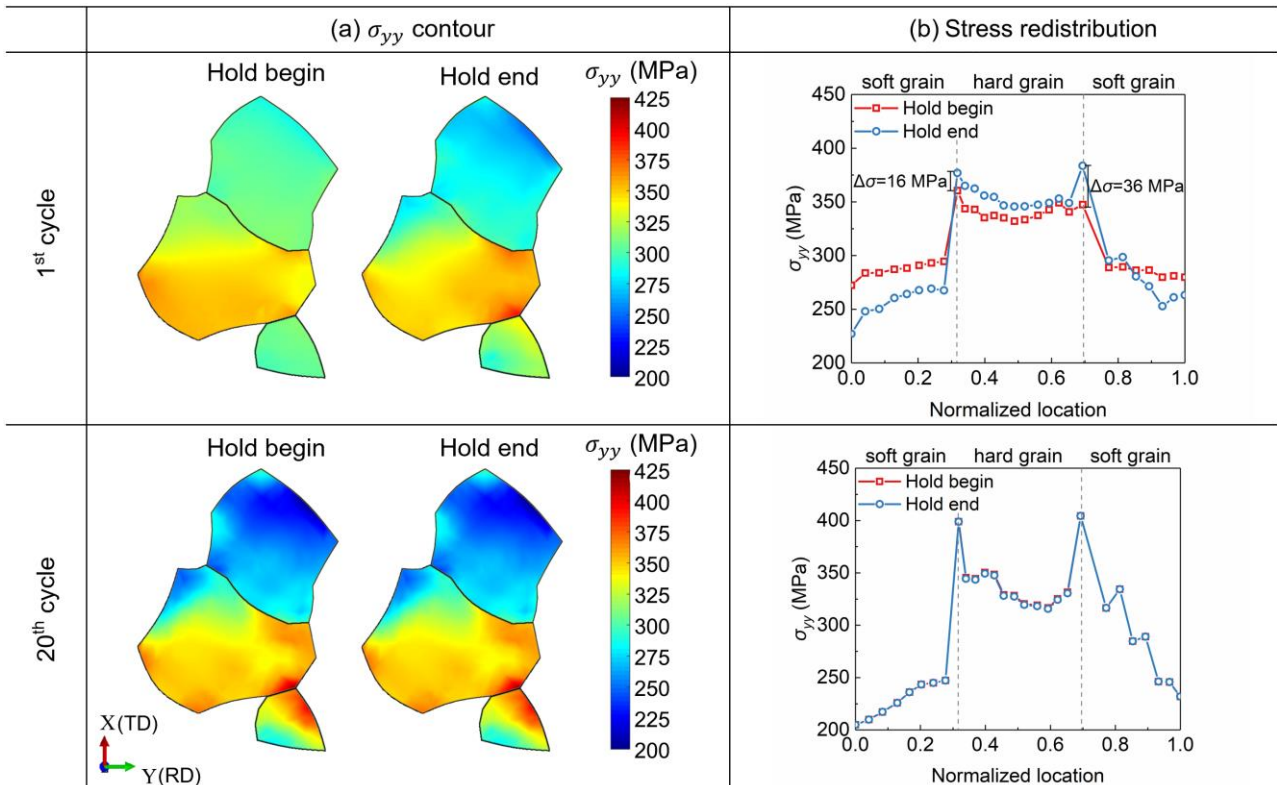 (a) σyy contour
(b) Stress redistribution
1st cycle
Hold begin
Hold end
σyy (MPa)
425
400
375
350
325
300
275
250
225
200
soft grain hard grain soft grain
Hold begin
Hold end
Δσ=16 MPa
Δσ=36 MPa
σyy (MPa)
450
400
350
300
250
200
0.0 0.2 0.4 0.6 0.8 1.0
Normalized location
20th cycle
Hold begin
Hold end
σyy (MPa)
425
400
375
350
325
300
275
250
225
200
X(TD)
Y(RD)
soft grain hard grain soft grain
Hold begin
Hold end
σyy (MPa)
450
400
350
300
250
200
0.0 0.2 0.4 0.6 0.8 1.0
Normalized location